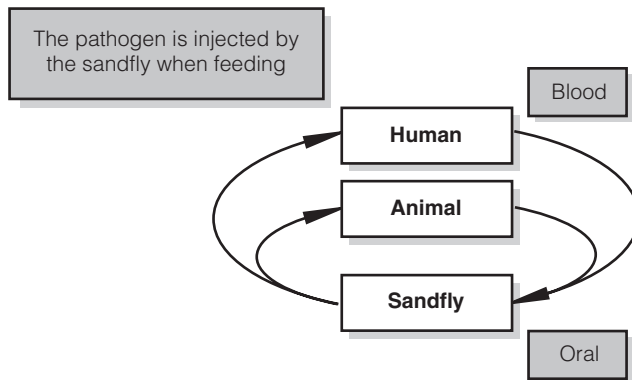 The pathogen is injected by
the sandfly when feeding
Blood
Human
Animal
Sandfly
Oral